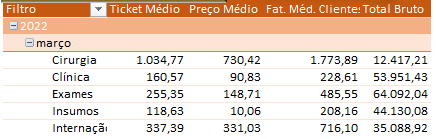 Filtro Ticket Médio Preço Médio Fat. Méd. Cliente: Total Bruto
2022
março
Cirurgia 1.034,77 730,42 1.773,89 12.417,21
Clínica 160,57 90,83 228,61 53.951,43
Exames 255,35 148,71 485,55 64.092,04
Insumos 118,63 10,06 208,16 44.130,08
Internaçã 337,39 331,03 716,10 35.088,92